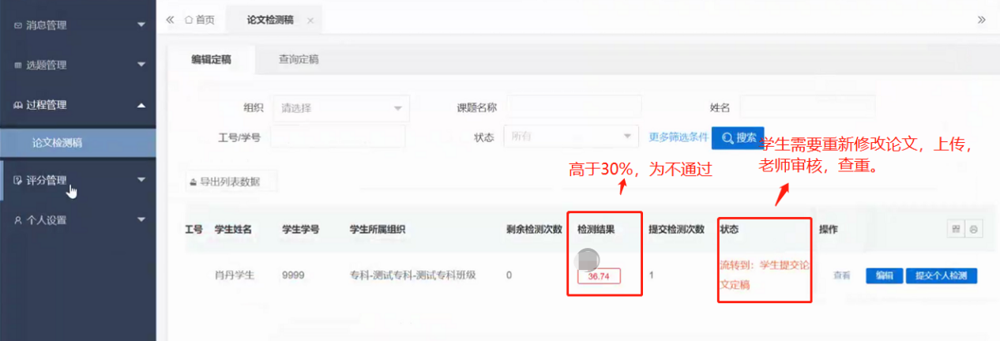 消息管理
选题管理
过程管理
论文检测稿
评分管理
个人设置
首页
论文检测稿
编辑定稿
查询定稿
组织 请选择
课题名称
姓名
工号/学号
状态 所有
更多筛选条件
搜索
学生需要重新修改论文，上传，
老师审核，查重。
高于30%，为不通过
导出列表数据
工号 学生姓名 学生学号 学生所属组织 剩余检测次数 检测结果 提交检测次数 状态 操作
肖丹学生 9999 专科-测试专科-测试专科班级 0 36.74 1
流转到：学生提交论
文定稿
查看 编辑 提交个人检测